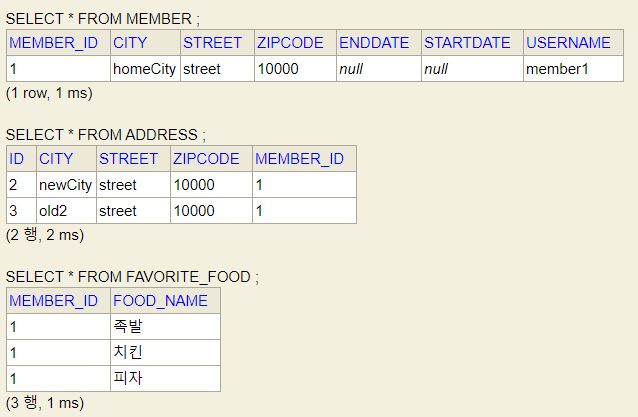 SELECT * FROM MEMBER ;
MEMBER_ID CITY STREET ZIPCODE ENDDATE STARTDATE USERNAME
1 homeCity street 10000 null null member1
(1 row, 1 ms)
SELECT * FROM ADDRESS ;
ID CITY STREET ZIPCODE MEMBER_ID
2 newCity street 10000 1
3 old2 street 10000 1
(2 행, 2 ms)
SELECT * FROM FAVORITE_FOOD ;
MEMBER_ID FOOD_NAME
1 족발
1 치킨
1 피자
(3 행, 1 ms)